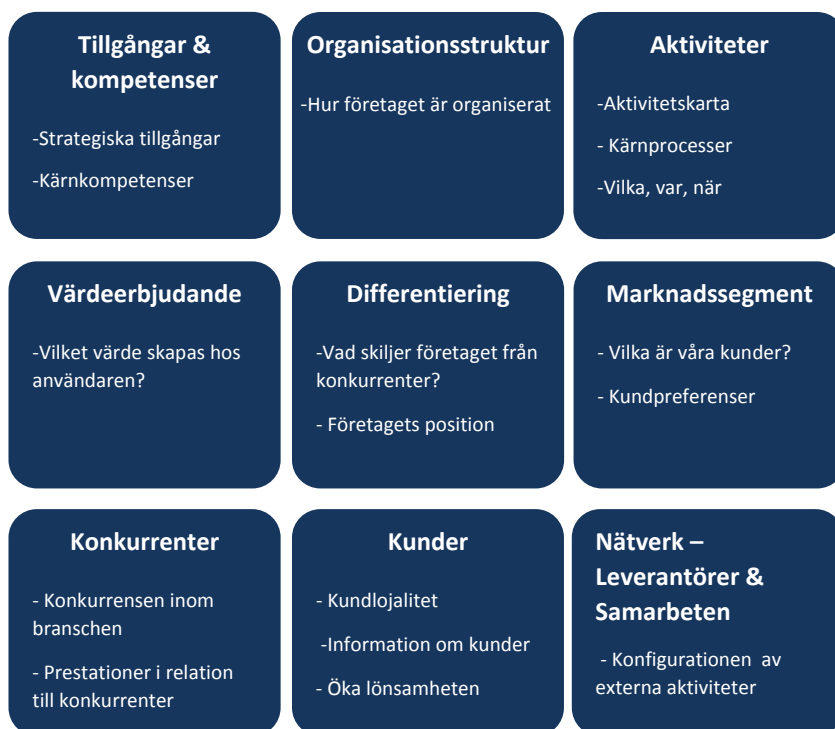 Tillgångar &
kompetenser
-Strategiska tillgångar
-Kärnkompetenser
Organisationsstruktur
-Hur företaget är organiserat
Aktiviteter
-Aktivitetskarta
- Kärnprocesser
-Vilka, var, när
Värdeerbjudande
-Vilket värde skapas hos
användaren?
Differentiering
-Vad skiljer företaget från
konkurrenter?
- Företagets position
Marknadssegment
- Vilka är våra kunder?
- Kundpreferenser
Konkurrenter
- Konkurrensen inom
branschen
- Prestationer i relation
till konkurrenter
Kunder
- Kundlojalitet
-Information om kunder
- Öka lönsamheten
Nätverk –
Leverantörer &
Samarbeten
- Konfigurationen av
externa aktiviteter